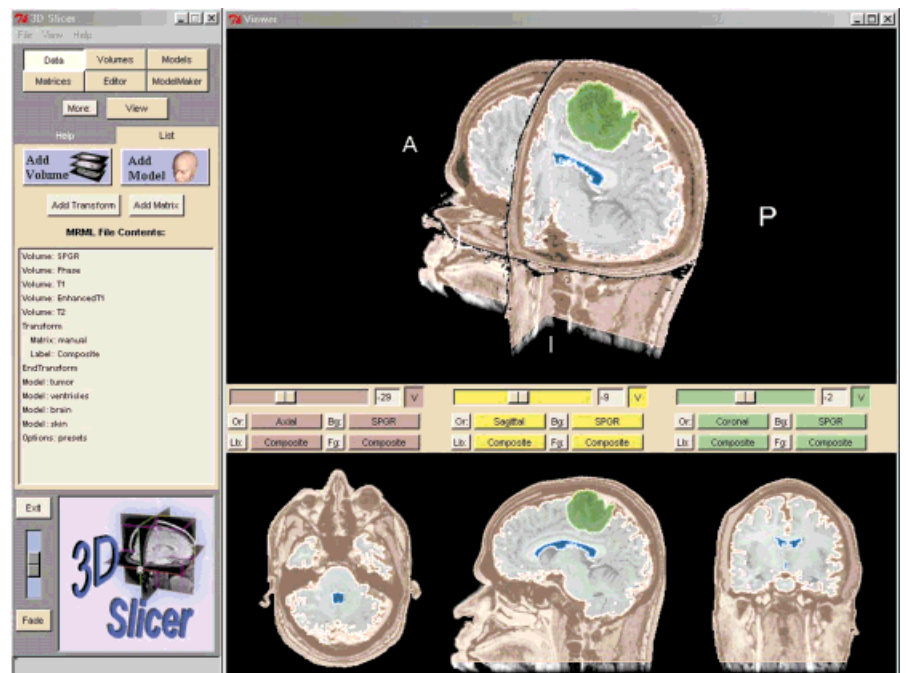 3D Slicer
File View Help
Data Volumes Models
Matrices Editor ModelMaker
More: View
Help List
Add Volume
Add Model
Add Transform Add Matrix
MRML File Contents:
Volume: SPGR
Volume: Phase
Volume: T1
Volume: EnhancedT1
Volume: T2
Transform
Matrix: manual
Label: Composite
EndTransform
Model: tumor
Model: ventricles
Model: brain
Model: skin
Options: presets
Exit
Fade
3D
Slicer
Viewer
A
P
L
I
-29 V -9 V -2 V
Or: Axial Bg: SPGR Or: Sagittal Bg: SPGR Or: Coronal Bg: SPGR
Lb: Composite Fg: Composite Lb: Composite Fg: Composite Lb: Composite Fg: Composite